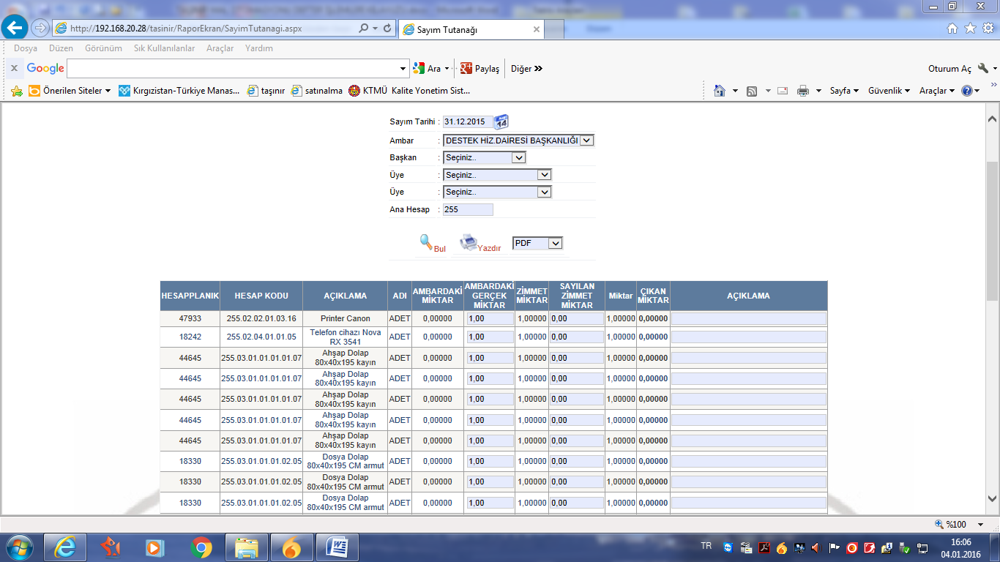 http://192.168.20.28/tasinir/RaporEkran/SayimTutanagi.aspx
Sayım Tutanağı
Dosya Düzen Görünüm Sık Kullanılanlar Araçlar Yardım
x Google Ara Paylaş Diğer Oturum Aç
Önerilen Siteler Kırgızistan-Türkiye Manas... taşınır satınalma KTMÜ Kalite Yonetim Sist... Sayfa Güvenlik Araçlar
Sayım Tarihi : 31.12.2015
Ambar : DESTEK HİZ.DAİRESİ BAŞKANLIĞI
Başkan : Seçiniz..
Üye : Seçiniz..
Üye : Seçiniz..
Ana Hesap : 255
Bul Yazdır PDF
HESAPPLANIK HESAP KODU AÇIKLAMA ADI AMBARDAKİ MİKTAR AMBARDAKİ GERÇEK MİKTAR ZİMMET MİKTAR SAYILAN ZİMMET MİKTAR Miktar ÇIKAN MİKTAR AÇIKLAMA
47933 255.02.02.01.03.16 Printer Canon ADET 0,00000 1,00 1,00000 0,00 1,00000 0,00000
18242 255.02.04.01.01.05 Telefon cihazı Nova RX 3541 ADET 0,00000 1,00 1,00000 0,00 1,00000 0,00000
44645 255.03.01.01.01.01.07 Ahşap Dolap 80x40x195 kayın ADET 0,00000 1,00 1,00000 0,00 1,00000 0,00000
44645 255.03.01.01.01.01.07 Ahşap Dolap 80x40x195 kayın ADET 0,00000 1,00 1,00000 0,00 1,00000 0,00000
44645 255.03.01.01.01.01.07 Ahşap Dolap 80x40x195 kayın ADET 0,00000 1,00 1,00000 0,00 1,00000 0,00000
44645 255.03.01.01.01.01.07 Ahşap Dolap 80x40x195 kayın ADET 0,00000 1,00 1,00000 0,00 1,00000 0,00000
44645 255.03.01.01.01.01.07 Ahşap Dolap 80x40x195 kayın ADET 0,00000 1,00 1,00000 0,00 1,00000 0,00000
18330 255.03.01.01.01.02.05 Dosya Dolap 80x40x195 CM armut ADET 0,00000 1,00 1,00000 0,00 1,00000 0,00000
18330 255.03.01.01.01.02.05 Dosya Dolap 80x40x195 CM armut ADET 0,00000 1,00 1,00000 0,00 1,00000 0,00000
18330 255.03.01.01.01.02.05 Dosya Dolap 80x40x195 CM armut ADET 0,00000 1,00 1,00000 0,00 1,00000 0,00000
%100
TR 16:06
04.01.2016